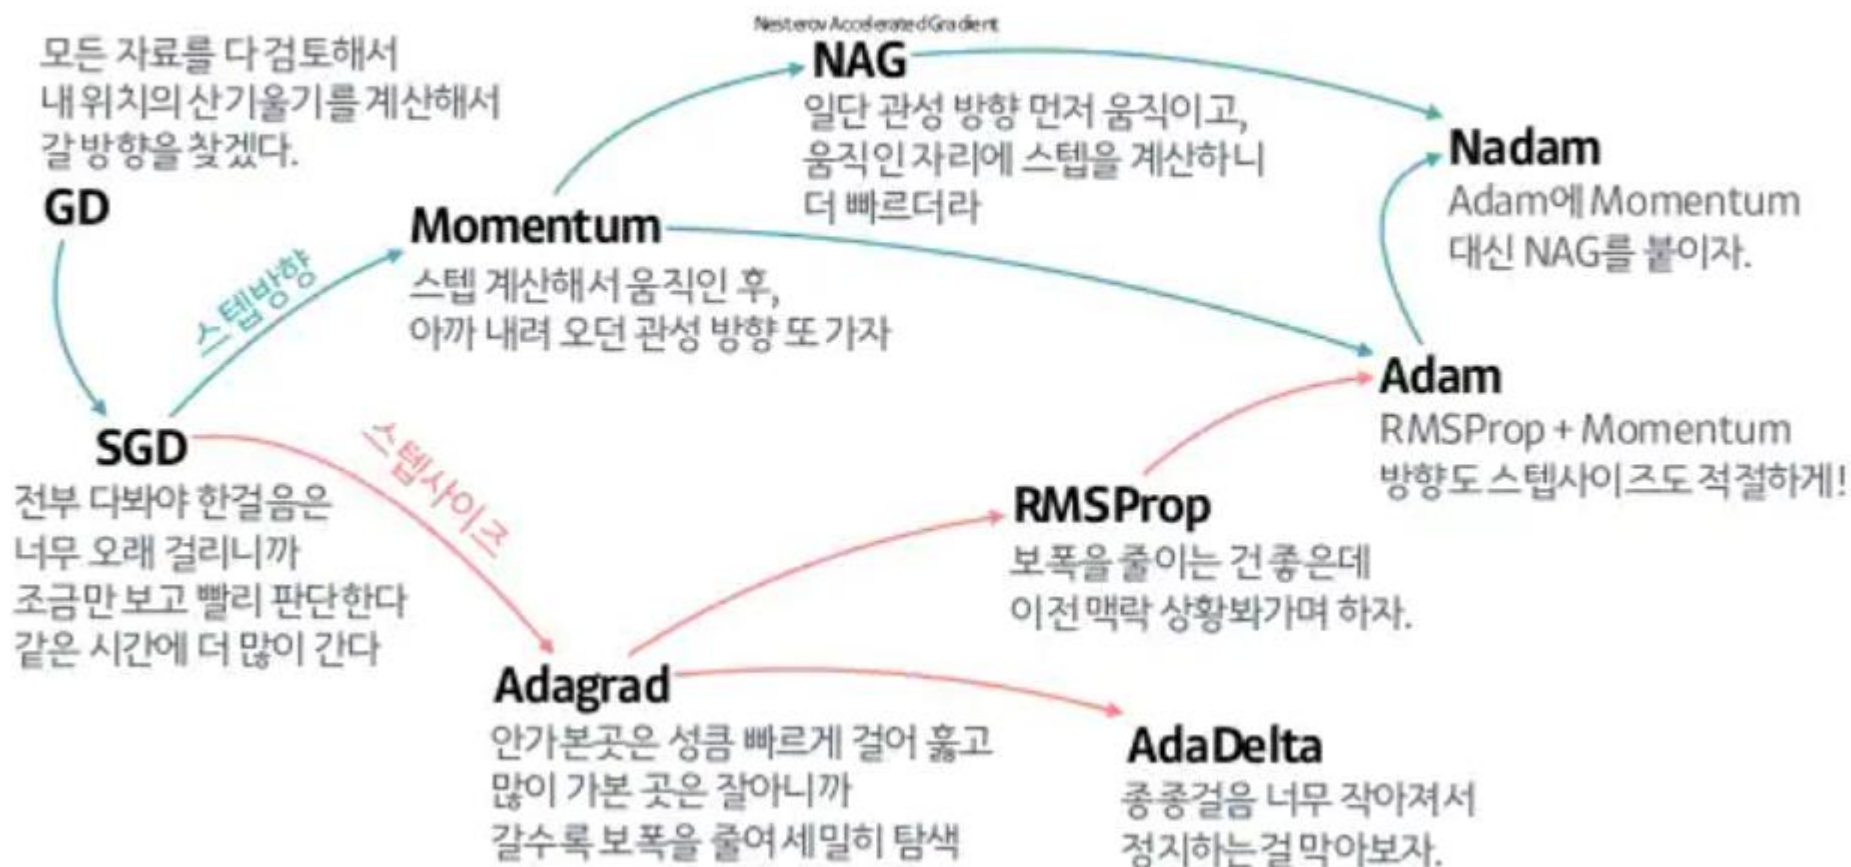 모든 자료를 다 검토해서
내 위치의 산기울기를 계산해서
갈 방향을 찾겠다.
GD
스텝방향
Momentum
스텝 계산해서 움직인 후,
아까 내려 오던 관성 방향 또 가자
Nesterov Accelerated Gradient
NAG
일단 관성 방향 먼저 움직이고,
움직인 자리에 스텝을 계산하니
더 빠르더라
Nadam
Adam에 Momentum
대신 NAG를 붙이자.
Adam
RMSProp + Momentum
방향도 스텝사이즈도 적절하게!
SGD
전부 다봐야 한걸음은
너무 오래 걸리니까
조금만 보고 빨리 판단한다
같은 시간에 더 많이 간다
스텝사이즈
RMSProp
보폭을 줄이는 건 좋은데
이전 맥락 상황봐가며 하자.
Adagrad
안가본곳은 성큼 빠르게 걸어 훑고
많이 가본 곳은 잘아니까
갈수록 보폭을 줄여 세밀히 탐색
AdaDelta
종종걸음 너무 작아져서
정지하는걸 막아보자.